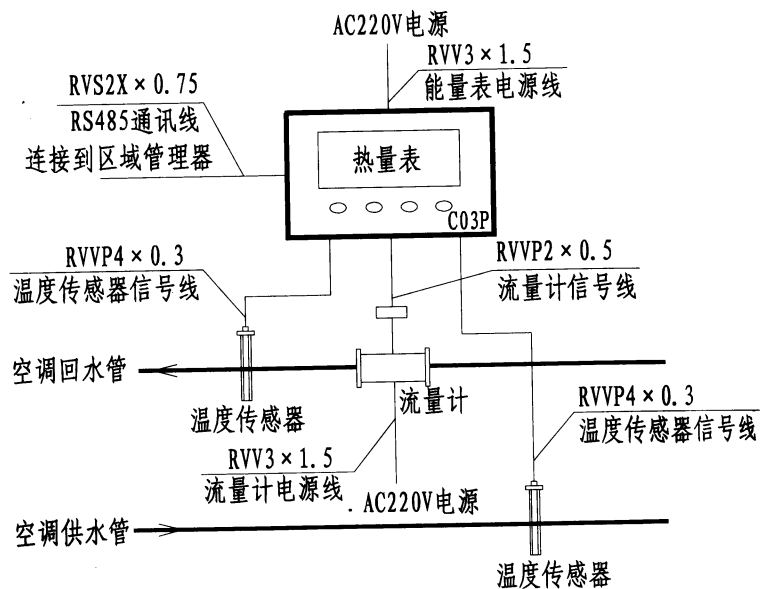 AC220V电源
RVV3×1.5
能量表电源线
RVS2X×0.75
RS485通讯线
连接到区域管理器
热量表
C03P
RVVP4×0.3
温度传感器信号线
RVVP2×0.5
流量计信号线
空调回水管
温度传感器
流量计
RVVP4×0.3
温度传感器信号线
RVV3×1.5
流量计电源线
AC220V电源
空调供水管
温度传感器